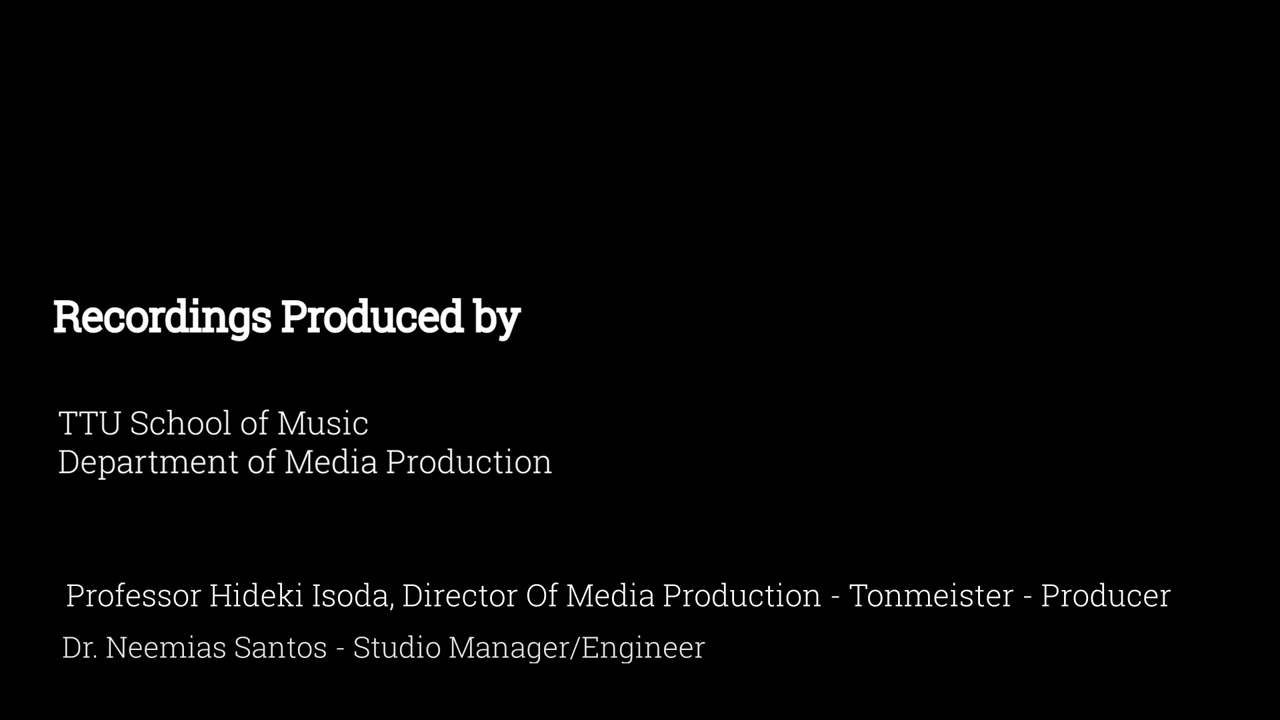 Recordings Produced by
TTU School of Music
Department of Media Production
Professor Hideki Isoda, Director Of Media Production - Tonmeister - Producer
Dr. Neemias Santos - Studio Manager/Engineer